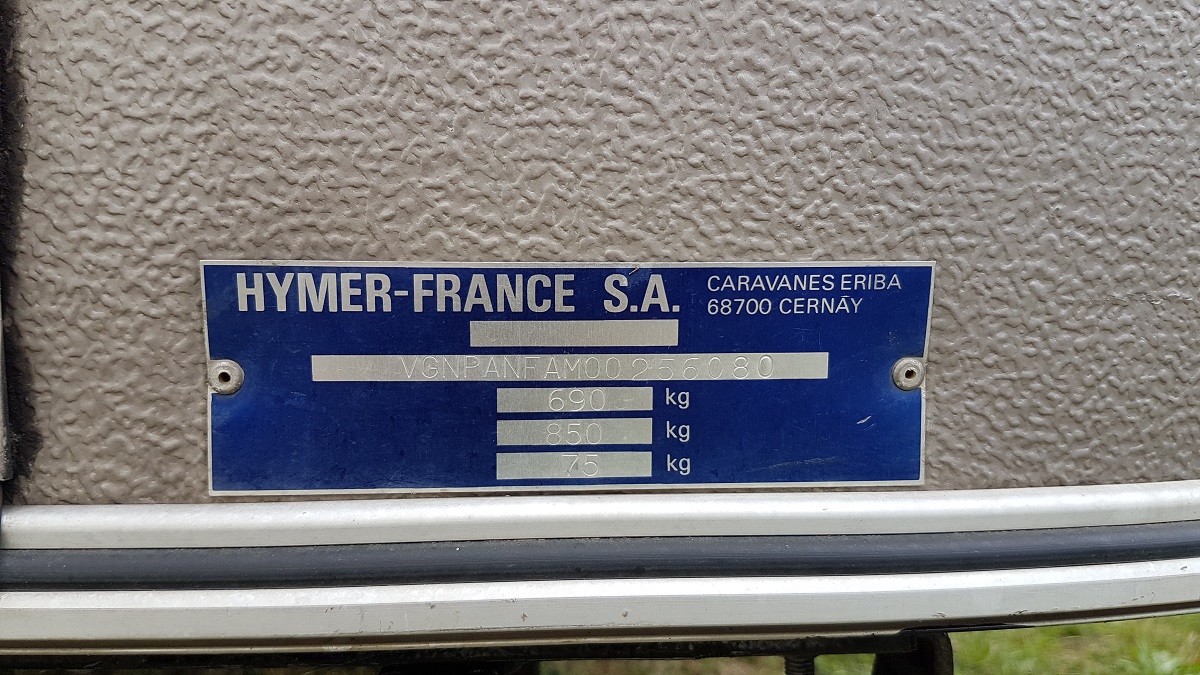 HYMER-FRANCE S.A.
CARAVANES ERIBA
68700 CERNAY
VGNPANFAM00256080
690 kg
850 kg
75 kg